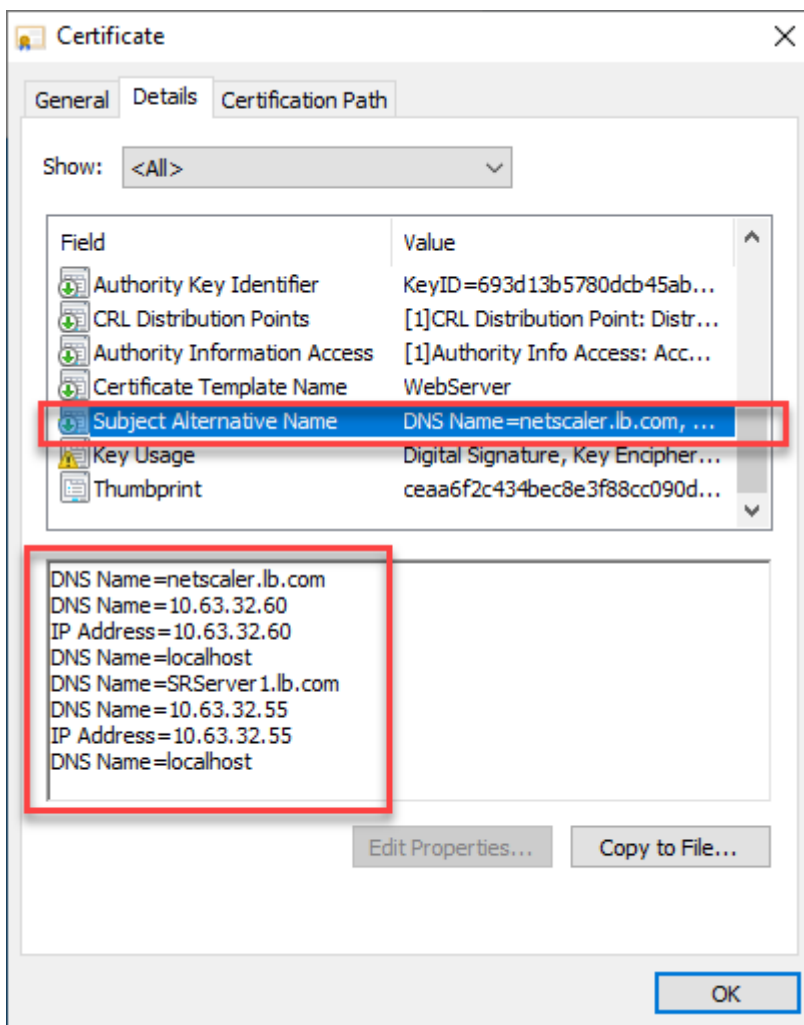 Certificate
General Details Certification Path
Show: <All>
Field Value
Authority Key Identifier KeyID=693d13b5780dcb45ab...
CRL Distribution Points [1]CRL Distribution Point: Distr...
Authority Information Access [1]Authority Info Access: Acc...
Certificate Template Name WebServer
Subject Alternative Name DNS Name=netscaler.lb.com, ...
Key Usage Digital Signature, Key Encipher...
Thumbprint ceaa6f2c434bec8e3f88cc090d...
DNS Name=netscaler.lb.com
DNS Name=10.63.32.60
IP Address=10.63.32.60
DNS Name=localhost
DNS Name=SRServer1.lb.com
DNS Name=10.63.32.55
IP Address=10.63.32.55
DNS Name=localhost
Edit Properties... Copy to File...
OK